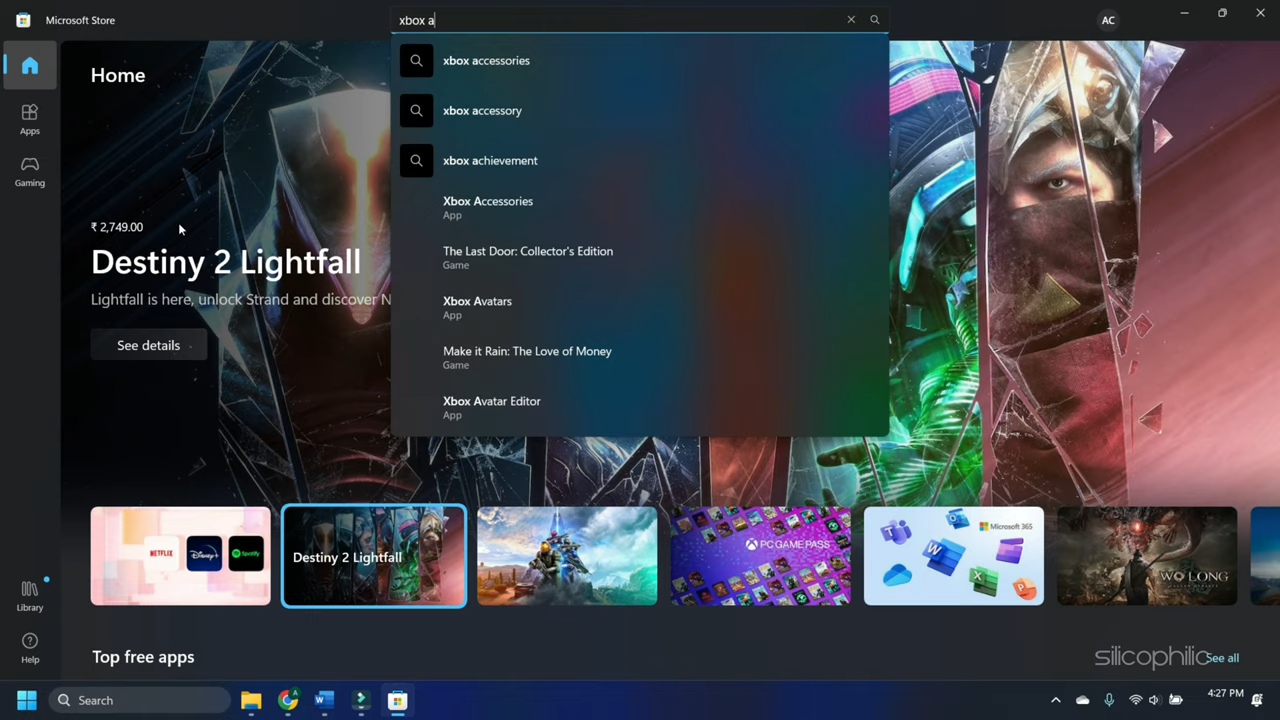 Microsoft Store
xbox a
AC
Home
Apps
Gaming
xbox accessories
xbox accessory
xbox achievement
Xbox Accessories
App
The Last Door: Collector's Edition
Game
Xbox Avatars
App
Make it Rain: The Love of Money
Game
Xbox Avatar Editor
App
₹ 2,749.00
Destiny 2 Lightfall
Lightfall is here, unlock Strand and discover N
See details
NETFLIX
Disney+
Spotify
Destiny 2 Lightfall
PC GAME PASS
Microsoft 365
WO LONG
Library
Help
Top free apps
silicophilic
See all
Search
4:27 PM